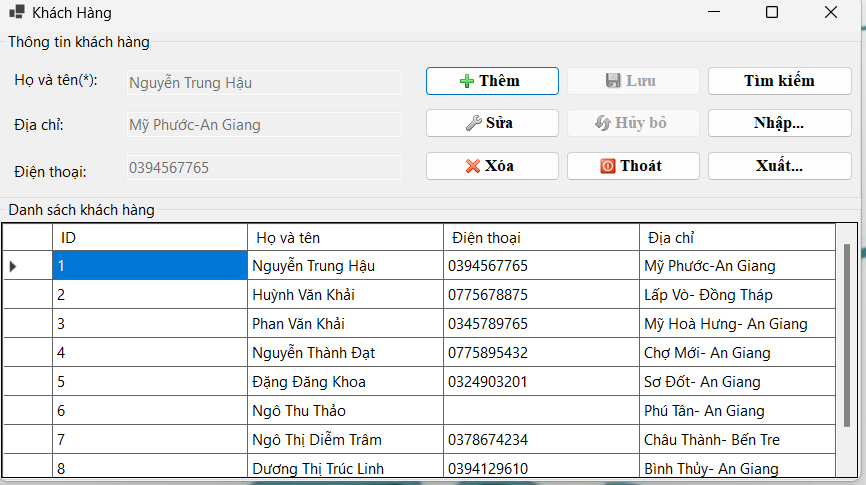 Khách Hàng
Thông tin khách hàng
Họ và tên(*): Nguyễn Trung Hậu Thêm Lưu Tìm kiếm
Địa chỉ: Mỹ Phước-An Giang Sửa Hủy bỏ Nhập...
Điện thoại: 0394567765 Xóa Thoát Xuất...
Danh sách khách hàng
ID Họ và tên Điện thoại Địa chỉ
1 Nguyễn Trung Hậu 0394567765 Mỹ Phước-An Giang
2 Huỳnh Văn Khải 0775678875 Lấp Vò- Đồng Tháp
3 Phan Văn Khải 0345789765 Mỹ Hoà Hưng- An Giang
4 Nguyễn Thành Đạt 0775895432 Chợ Mới- An Giang
5 Đặng Đăng Khoa 0324903201 Sơ Đốt- An Giang
6 Ngô Thu Thảo Phú Tân- An Giang
7 Ngô Thị Diễm Trâm 0378674234 Châu Thành- Bến Tre
8 Dương Thị Trúc Linh 0394129610 Bình Thủy- An Giang